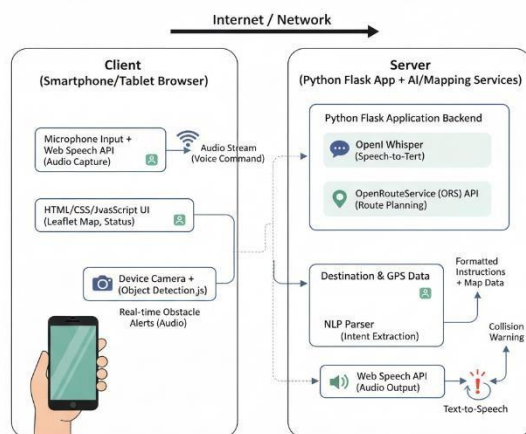 Internet / Network
Client
(Smartphone/Tablet Browser)
Microphone Input +
Web Speech API
(Audio Capture)
Audio Stream
(Voice Command)
HTML/CSS/JvasScript UI
(Leaflet Map, Status)
Device Camera +
(Object Detection.js)
Real-time Obstacle
Alerts (Audio)
Server
(Python Flask App + AI/Mapping Services)
Python Flask Application Backend
OpenI Whisper
(Speech-to-Tert)
OpenRouteService (ORS) API
(Route Planning)
Destination & GPS Data
NLP Parser
(Intent Extraction)
Formatted
Instructions
+ Map Data
Collision
Warning
Web Speech API
(Audio Output)
Text-to-Speech